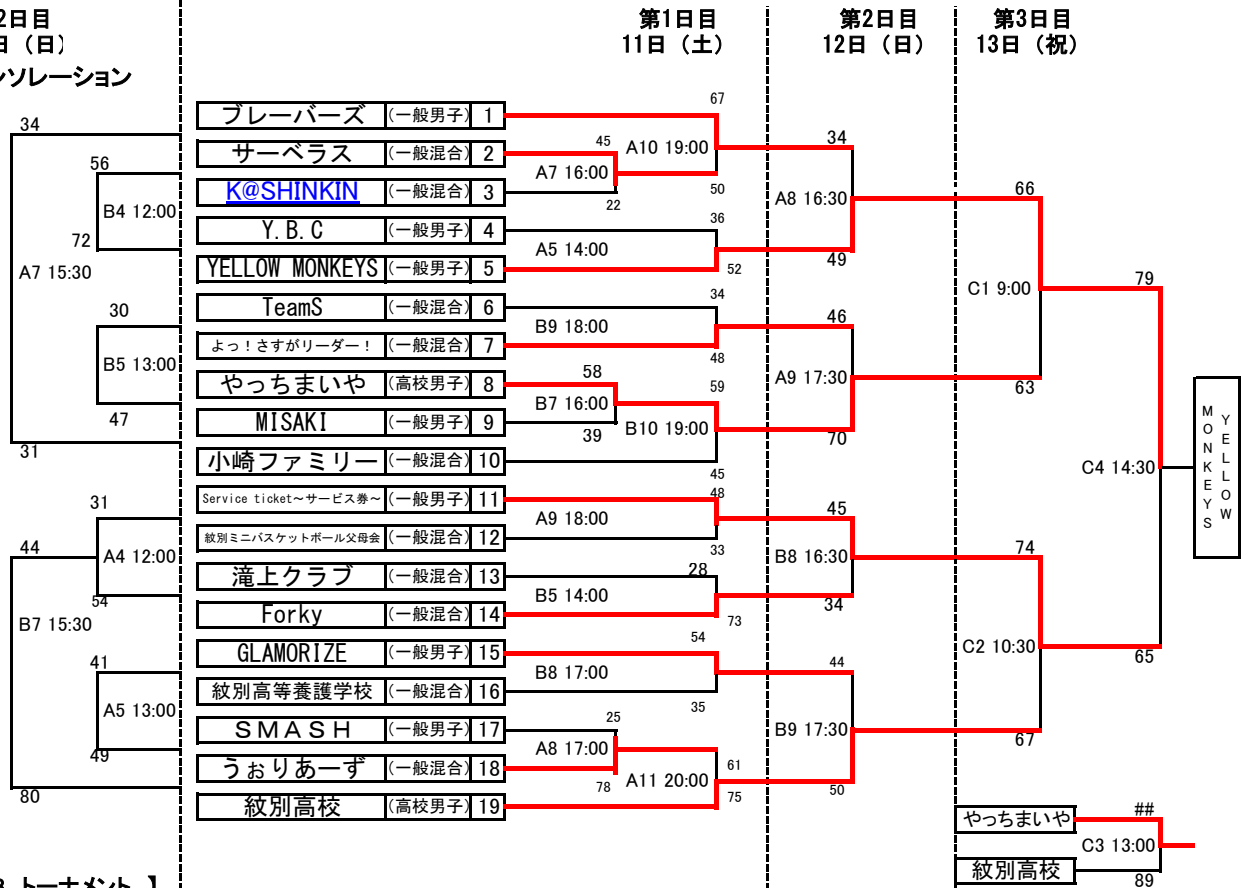 2日目
日（日）
ンソレーション
34
56
B4 12:00
72
A7 15:30
30
B5 13:00
47
31
31
44
A4 12:00
54
B7 15:30
41
A5 13:00
49
80
第1日目
11日（土）
第2日目
12日（日）
第3日目
13日（祝）
ブレーバーズ (一般男子) 1
サーベラス (一般混合) 2
K@SHINKIN (一般混合) 3
Y.B.C (一般男子) 4
YELLOW MONKEYS (一般男子) 5
TeamS (一般混合) 6
よっ！さすがリーダー！ (一般混合) 7
やっちまいや (高校男子) 8
MISAKI (一般男子) 9
小崎ファミリー (一般混合) 10
Service ticket～サービス券～ (一般男子) 11
紋別ミニバスケットボール父母会 (一般混合) 12
滝上クラブ (一般混合) 13
Forky (一般混合) 14
GLAMORIZE (一般男子) 15
紋別高等養護学校 (一般混合) 16
ＳＭＡＳＨ (一般男子) 17
うぉりあーず (一般混合) 18
紋別高校 (高校男子) 19
45
A7 16:00
22
58
B7 16:00
39
25
A8 17:00
78
67
A10 19:00
50
36
A5 14:00
52
34
B9 18:00
48
59
B10 19:00
45
48
A9 18:00
33
28
B5 14:00
73
54
B8 17:00
35
61
A11 20:00
75
34
A8 16:30
49
46
A9 17:30
70
45
B8 16:30
34
44
B9 17:30
50
66
C1 9:00
63
74
C2 10:30
67
79
C4 14:30
65
YELLOW
MONKEYS
やっちまいや
##
C3 13:00
紋別高校
89
トーナメント 】